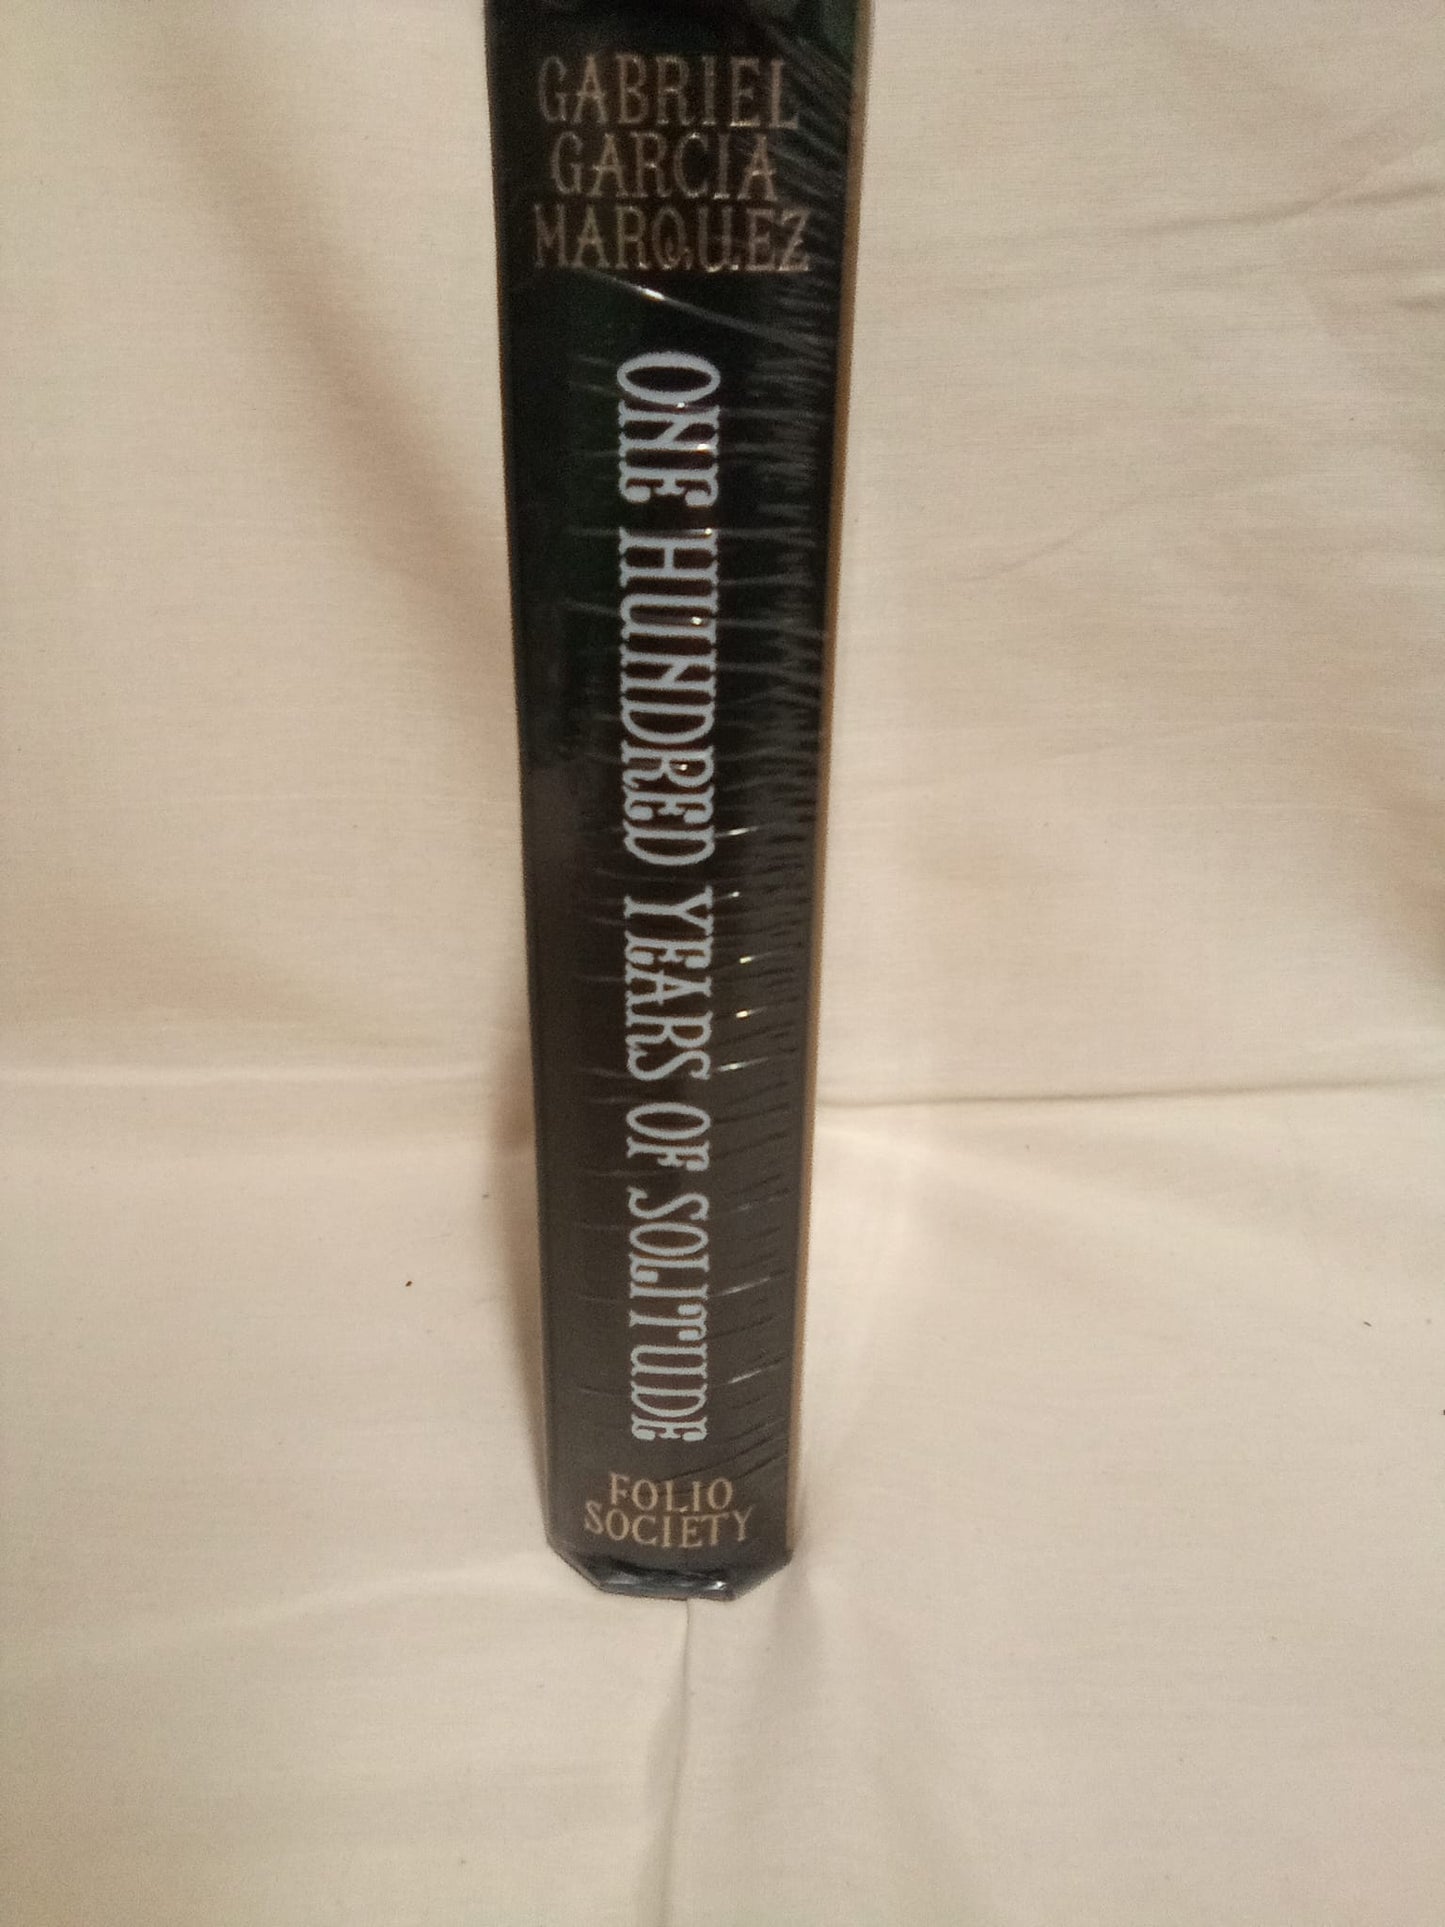 GABRIEL
GARCIA
MARQUEZ
ONE HUNDRED YEARS OF SOLITUDE
FOLIO
SOCIETY